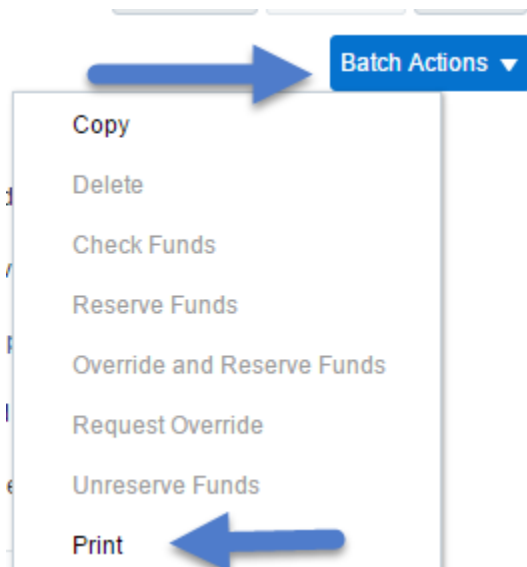 Batch Actions
Copy
Delete
Check Funds
Reserve Funds
Override and Reserve Funds
Request Override
Unreserve Funds
Print